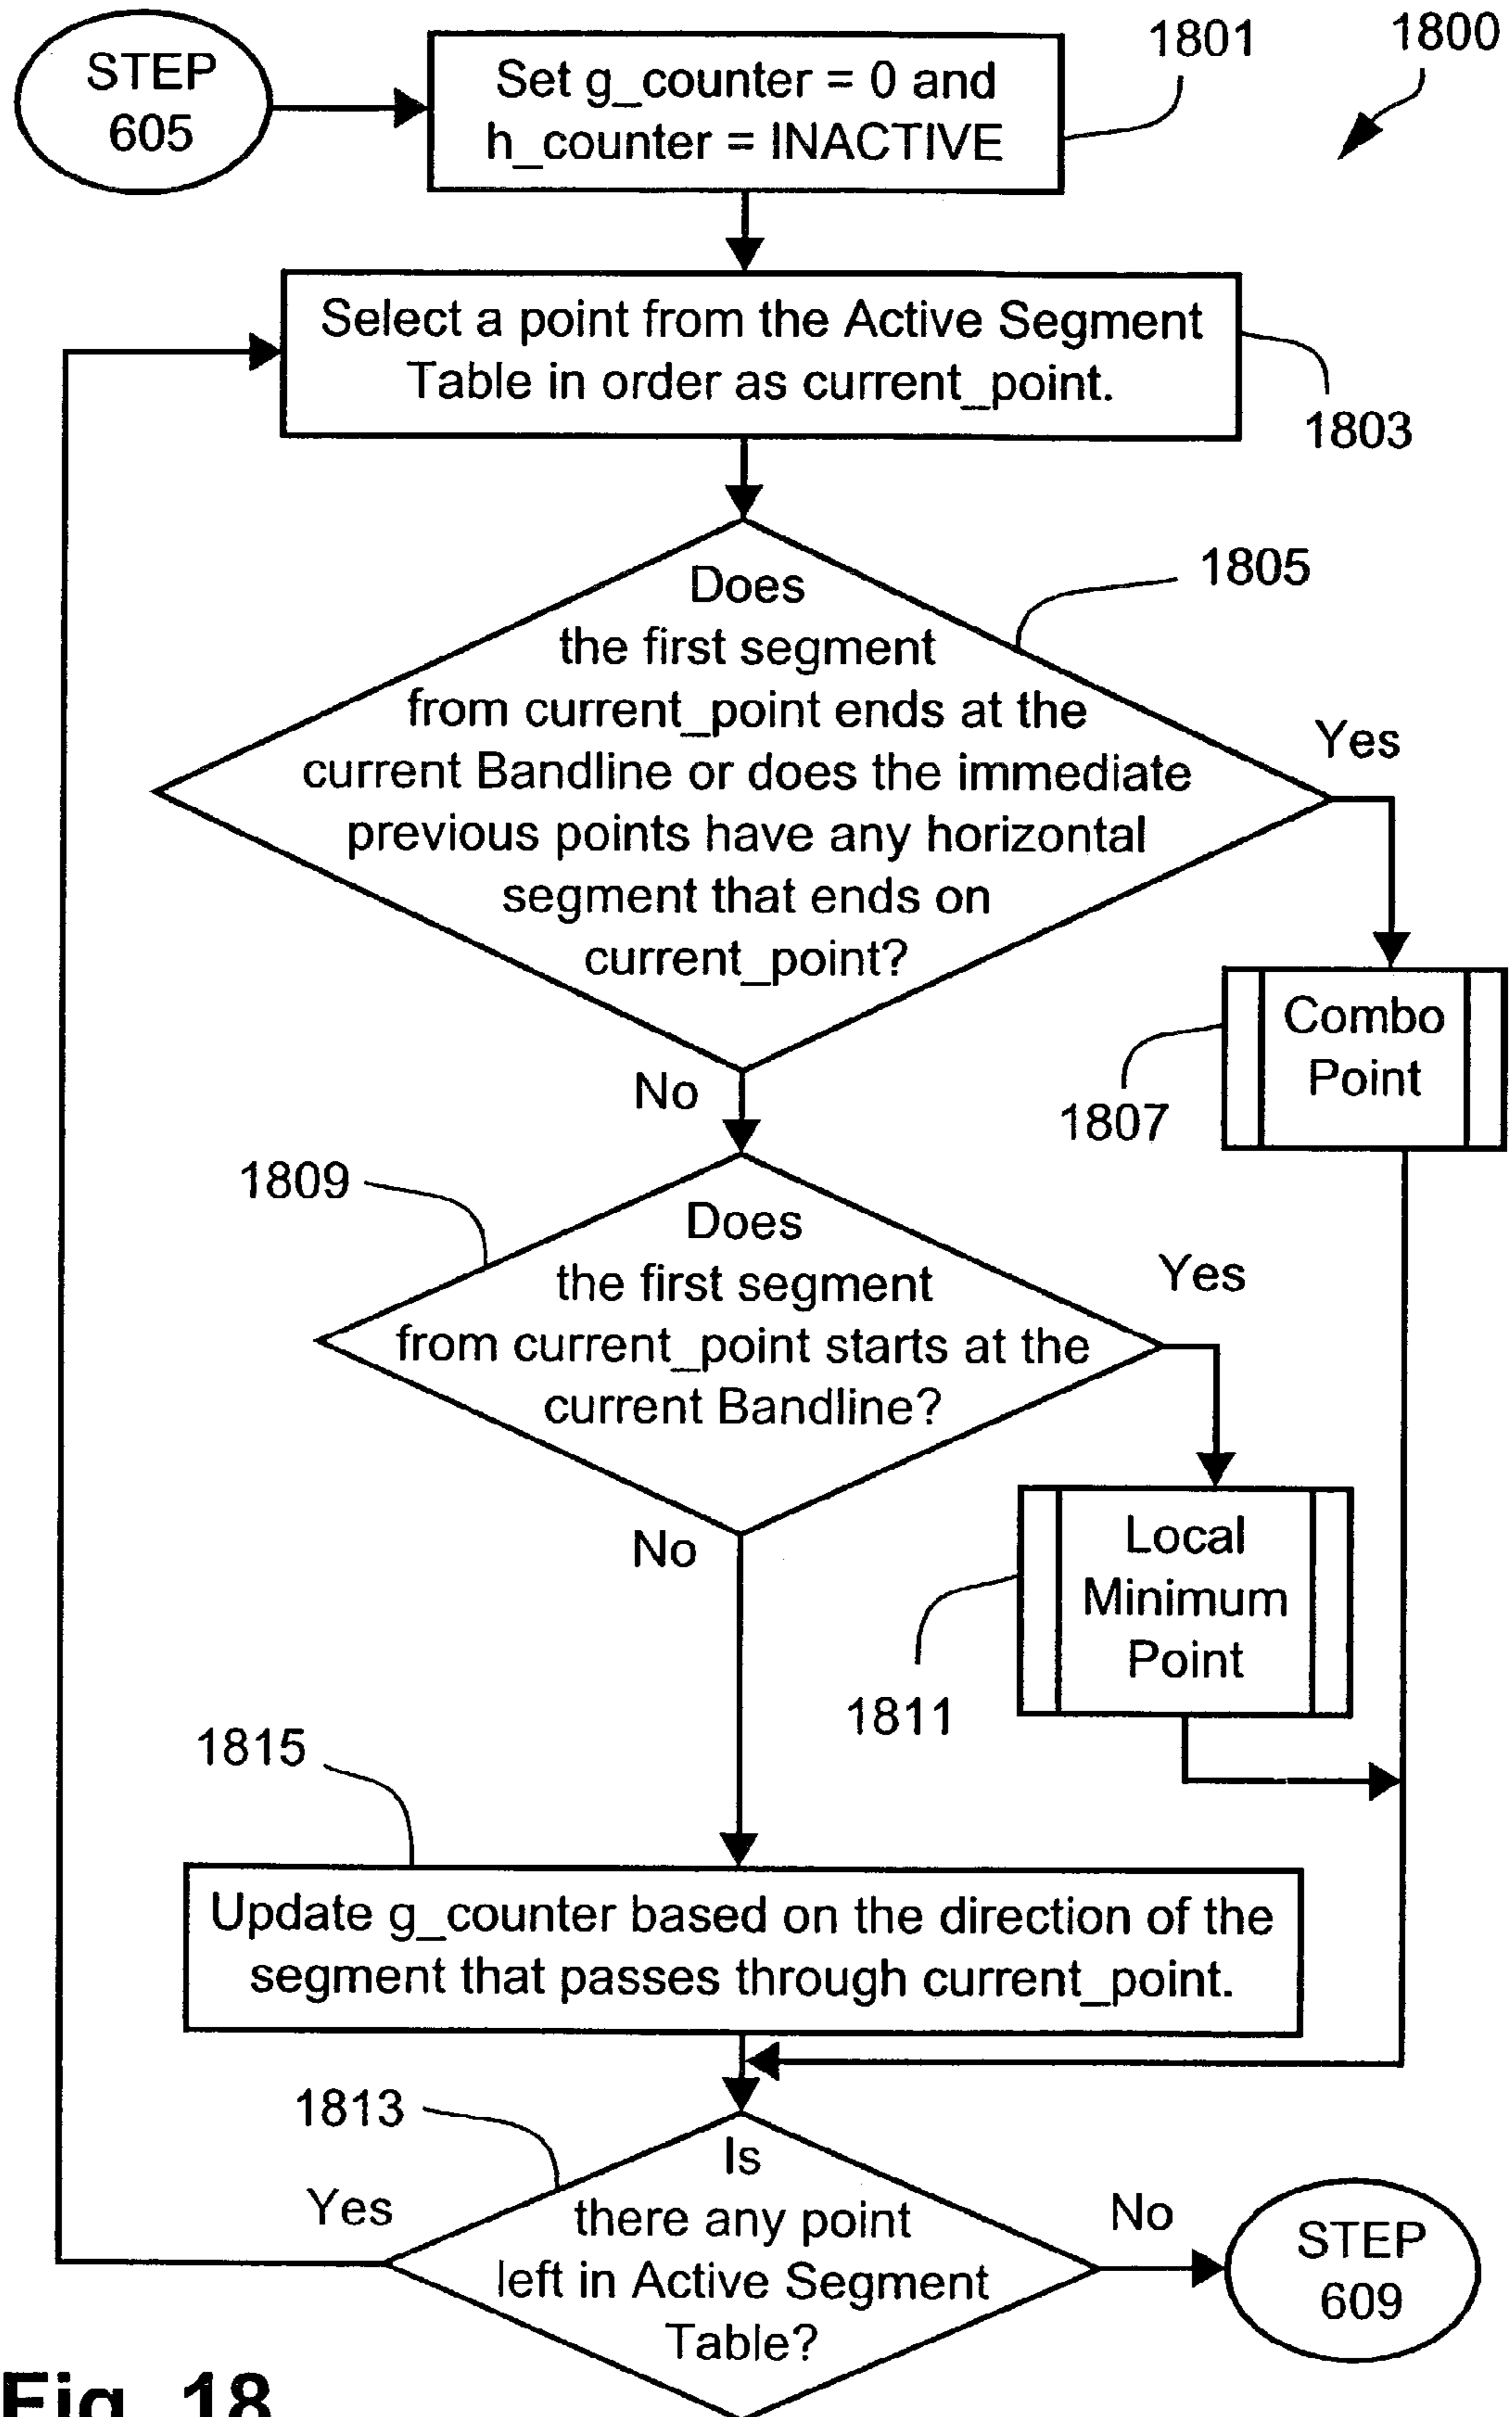 STEP
605
Set g_counter = 0 and
h_counter = INACTIVE
1801
1800
Select a point from the Active Segment
Table in order as current_point.
1803
Does
the first segment
from current_point ends at the
current Bandline or does the immediate
previous points have any horizontal
segment that ends on
current_point?
1805
Yes
No
Combo
Point
1807
1809
Does
the first segment
from current_point starts at the
current Bandline?
Yes
No
Local
Minimum
Point
1811
1815
Update g_counter based on the direction of the
segment that passes through current_point.
1813
Is
there any point
left in Active Segment
Table?
Yes
No
STEP
609
Fig. 18